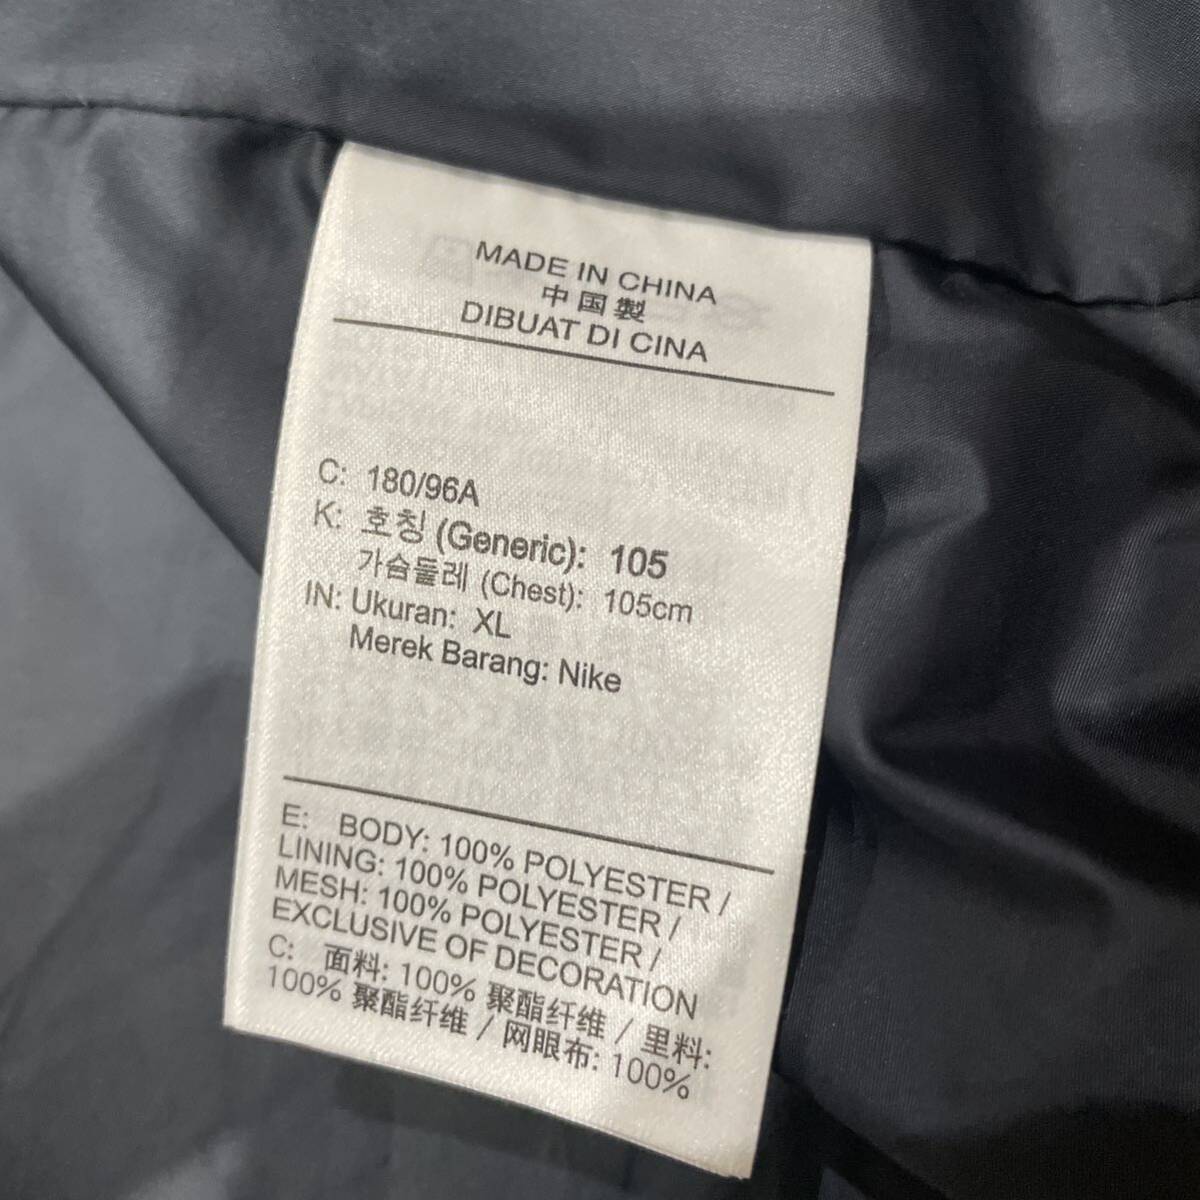 MADE IN CHINA
中国製
DIBUAT DI CINA
C: 180/96A
K: 호칭 (Generic): 105
가슴둘레 (Chest): 105cm
IN: Ukuran: XL
Merek Barang: Nike
E: BODY: 100% POLYESTER /
LINING: 100% POLYESTER /
MESH: 100% POLYESTER /
EXCLUSIVE OF DECORATION
C: 面料: 100% 聚酯纤维 / 里料:
100% 聚酯纤维 / 网眼布: 100%